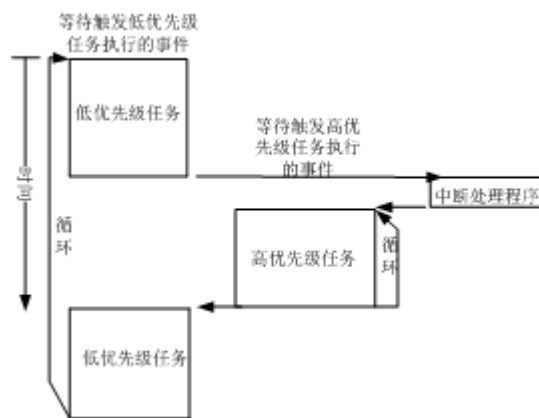 等待触发低优先级
任务执行的事件
低优先级任务
等待触发高优
先级任务执行
的事件
中断处理程序
时间
循环
高优先级任务
循环
低优先级任务